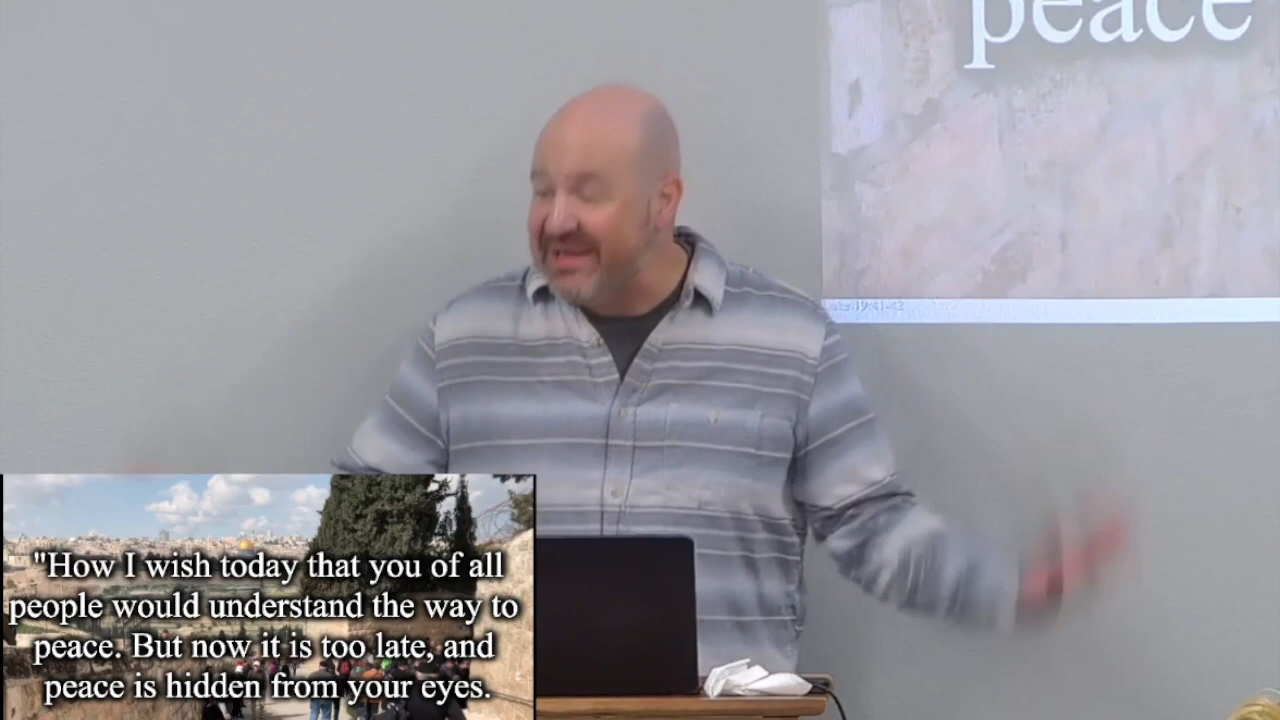 peace
"How I wish today that you of all
people would understand the way to
peace. But now it is too late, and
peace is hidden from your eyes.